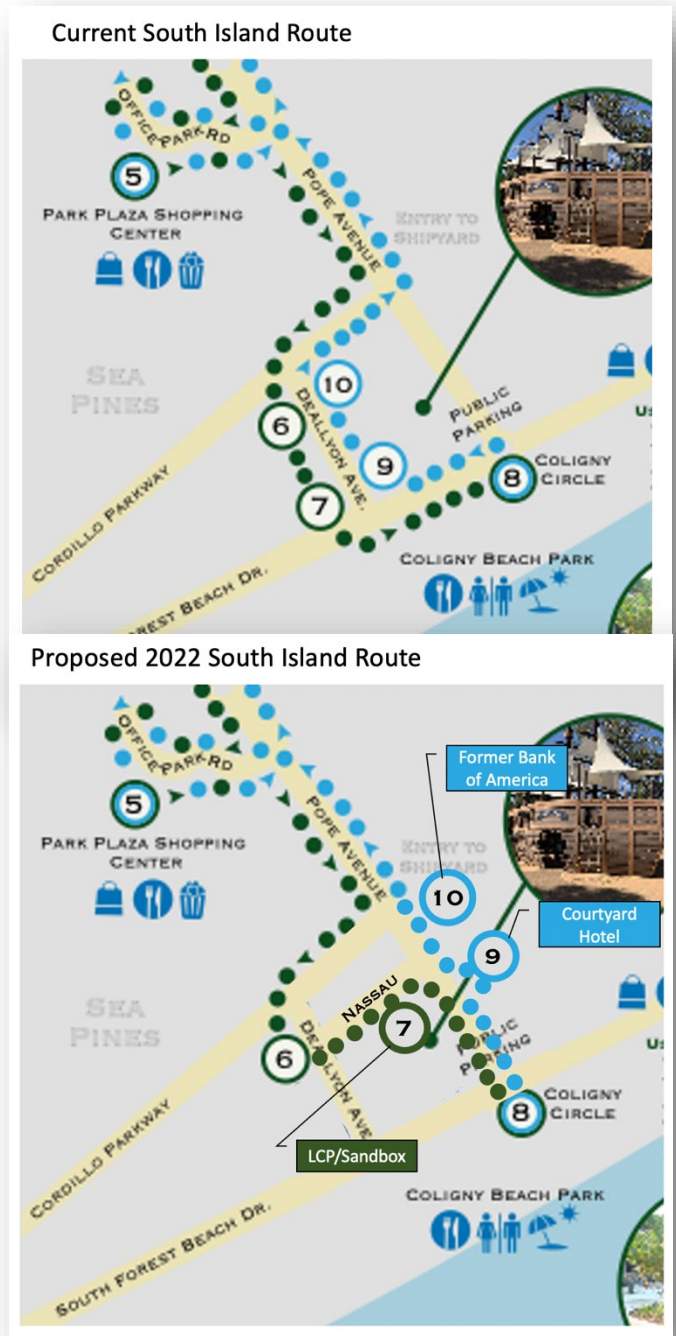 Current South Island Route
OFFICE PARK RD
5
PARK PLAZA SHOPPING
CENTER
POPE AVENUE
ENTRY TO
SHIPYARD
SEA
PINES
10
6
DEALLYON AVE.
9
7
PUBLIC
PARKING
8
COLIGNY
CIRCLE
CORDILLO PARKWAY
COLIGNY BEACH PARK
REST BEACH DR.
Proposed 2022 South Island Route
OFFICE PARK RD
5
PARK PLAZA SHOPPING
CENTER
POPE AVENUE
Former Bank
of America
ENTRY TO
SHIPYARD
10
Courtyard
Hotel
9
SEA
PINES
NASSAU
7
6
DEALLYON AVE
PUBLIC
PARKING
8
COLIGNY
CIRCLE
LCP/Sandbox
CORDILLO PARKWAY
COLIGNY BEACH PARK
SOUTH FOREST BEACH DR.